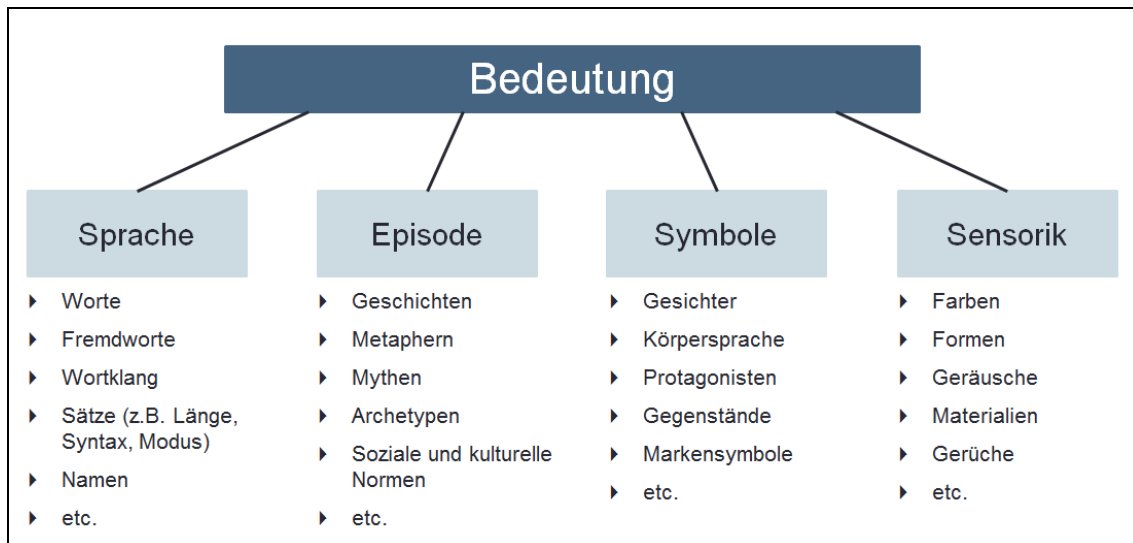 Bedeutung
Sprache
Worte
Fremdworte
Wortklang
Sätze (z.B. Länge,
Syntax, Modus)
Namen
etc.
Episode
Geschichten
Metaphern
Mythen
Archetypen
Soziale und kulturelle
Normen
etc.
Symbole
Gesichter
Körpersprache
Protagonisten
Gegenstände
Markensymbole
etc.
Sensorik
Farben
Formen
Geräusche
Materialien
Gerüche
etc.